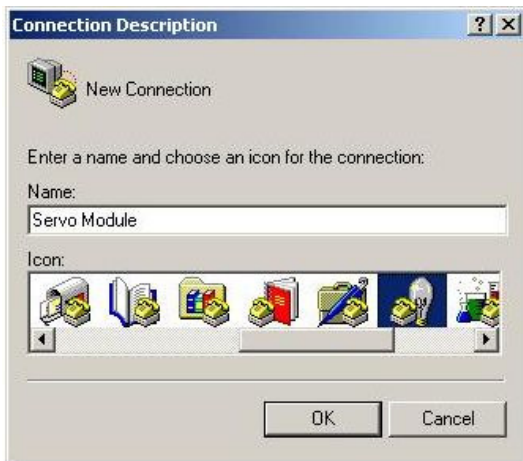 Connection Description
New Connection
Enter a name and choose an icon for the connection:
Name:
Servo Module
Icon:
OK Cancel